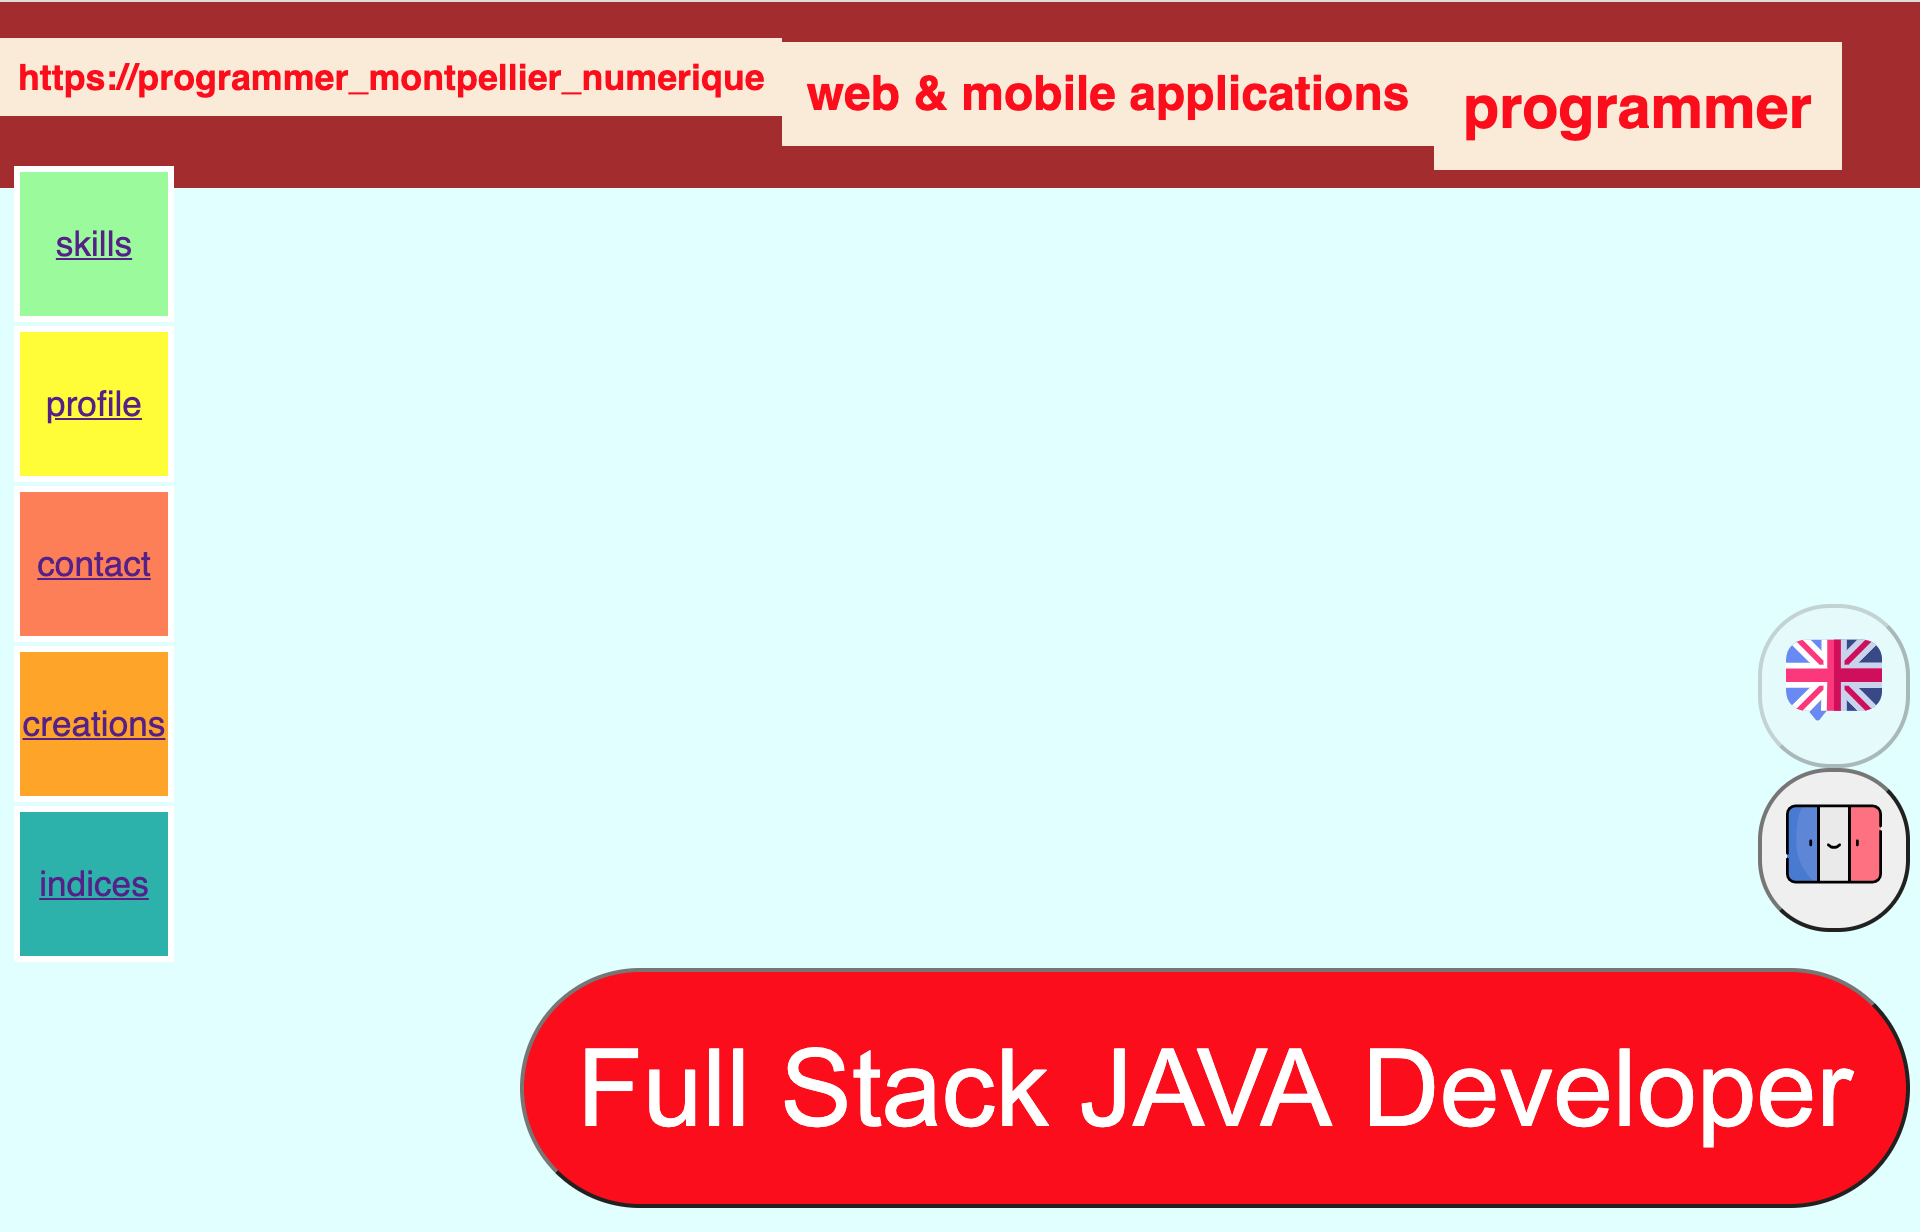 https://programmer_montpellier_numerique
web & mobile applications
programmer
skills
profile
contact
creations
indices
Full Stack JAVA Developer